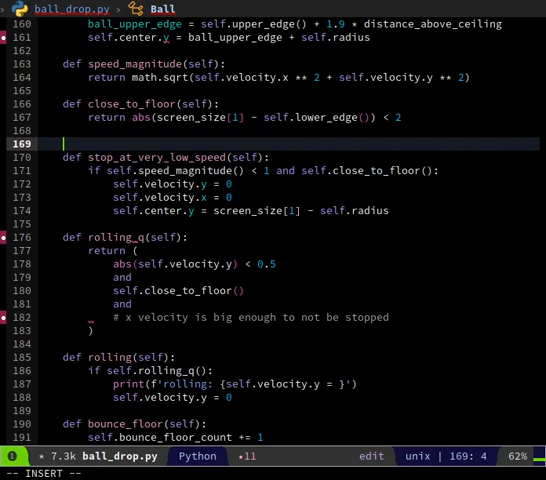 ball_drop.py › Ball
160 ball_upper_edge = self.upper_edge() + 1.9 * distance_above_ceiling
161 self.center.y = ball_upper_edge + self.radius
162
163 def speed_magnitude(self):
164 return math.sqrt(self.velocity.x ** 2 + self.velocity.y ** 2)
165
166 def close_to_floor(self):
167 return abs(screen_size[1] - self.lower_edge()) < 2
168
169
170 def stop_at_very_low_speed(self):
171 if self.speed_magnitude() < 1 and self.close_to_floor():
172 self.velocity.y = 0
173 self.velocity.x = 0
174 self.center.y = screen_size[1] - self.radius
175
176 def rolling_q(self):
177 return (
178 abs(self.velocity.y) < 0.5
179 and
180 self.close_to_floor()
181 and
182 # x velocity is big enough to not be stopped
183 )
184
185 def rolling(self):
186 if self.rolling_q():
187 print(f'rolling: {self.velocity.y = }')
188 self.velocity.y = 0
189
190 def bounce_floor(self):
191 self.bounce_floor_count += 1
1 * 7.3k ball_drop.py Python •11 edit unix | 169: 4 62%
-- INSERT --